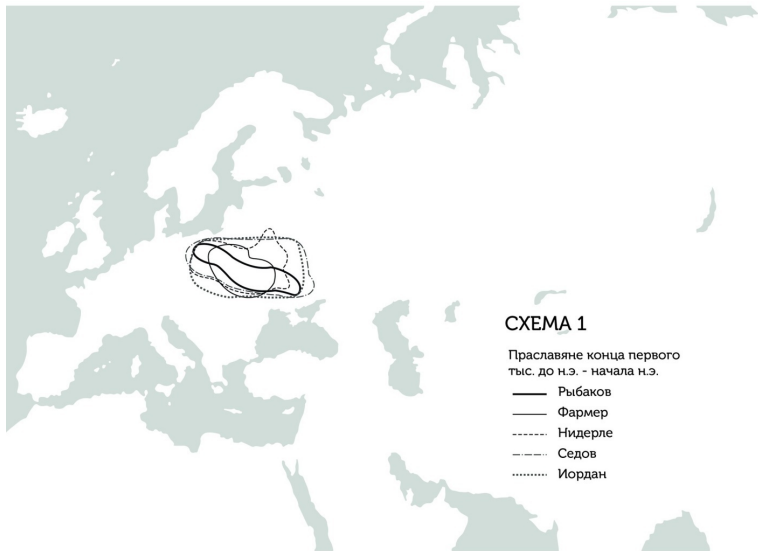 СХЕМА 1
Праславяне конца первого
тыс. до н.э. - начала н.э.
Рыбаков
Фармер
Нидерле
Седов
Иордан